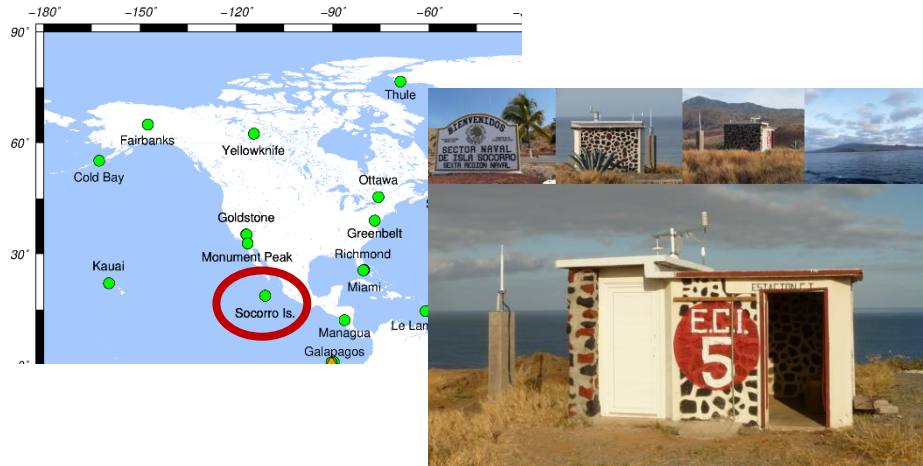 −180° −150° −120° −90° −60°
90°
Thule
60°
Fairbanks
Yellowknife
Cold Bay
Ottawa
Goldstone
Greenbelt
30°
Monument Peak
Richmond
Kauai
Miami
Socorro Is.
Managua
Le Lam
Galapagos
0°
BIENVENIDOS
SECTOR NAVAL
DE ISLA SOCORRO
SEXTA REGION NAVAL
ESTACION C.T.
E.C.I.
5